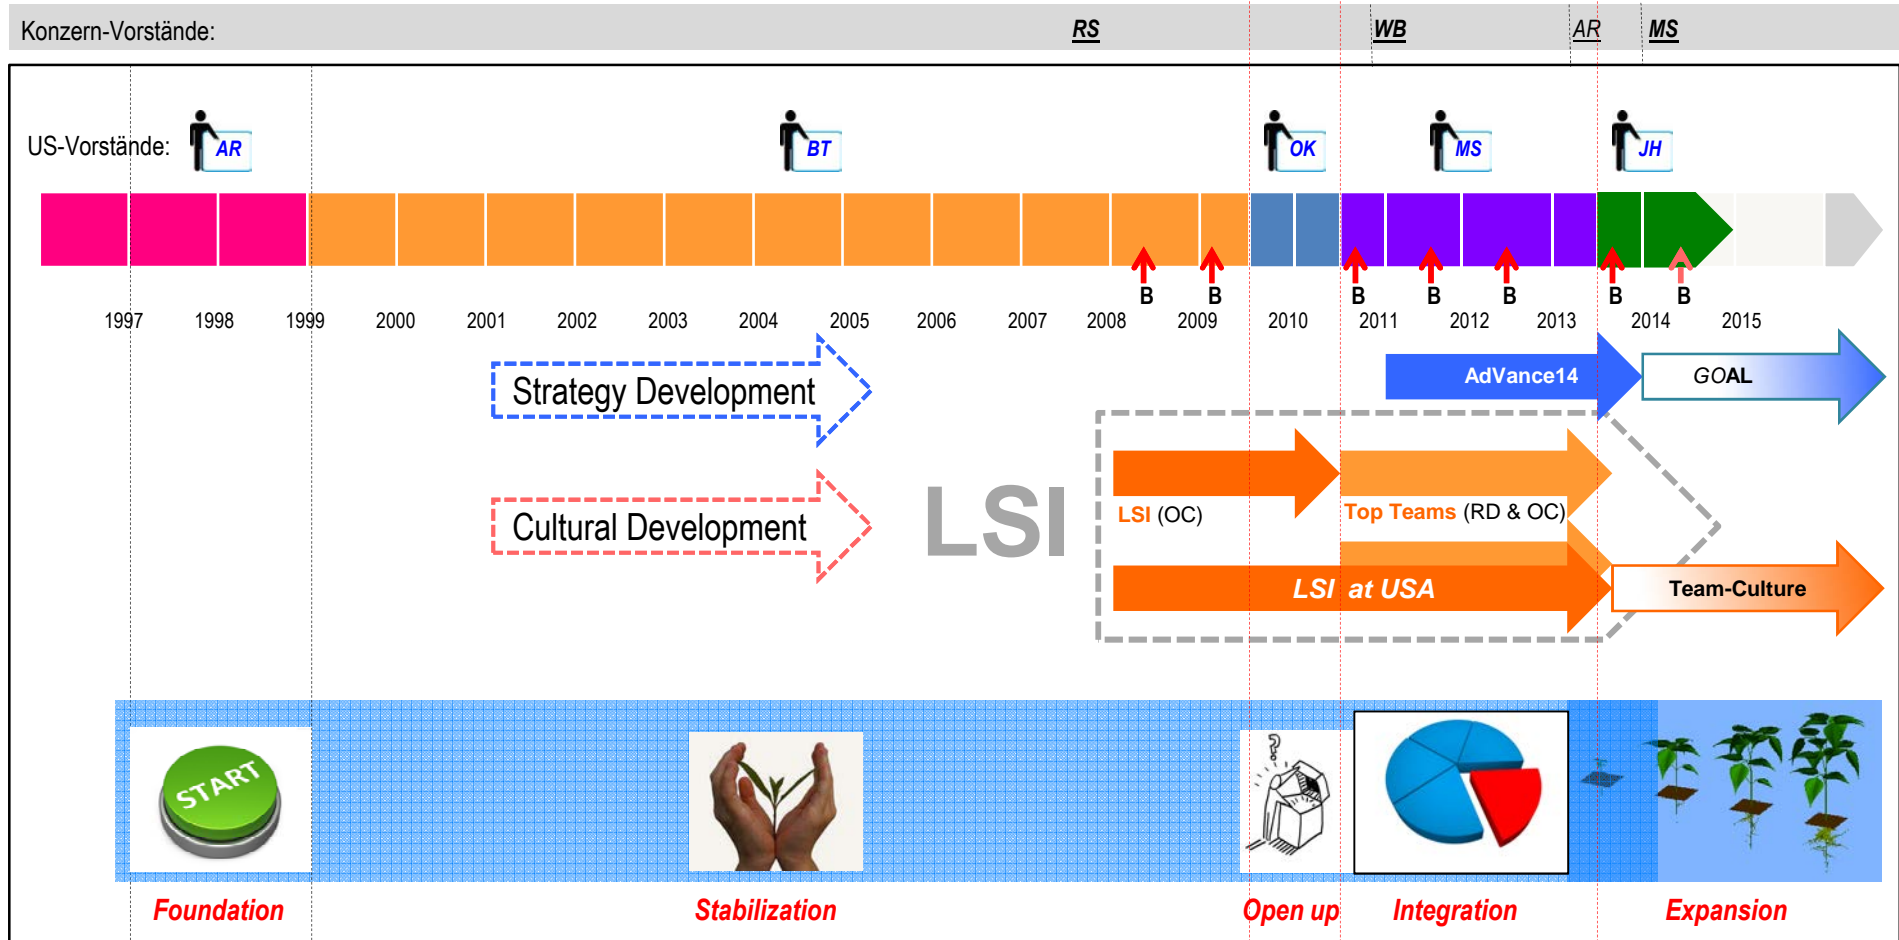 Konzern-Vorstände: RS WB AR MS
US-Vorstände: AR BT OK MS JH
B B B B B B B
1997 1998 1999 2000 2001 2002 2003 2004 2005 2006 2007 2008 2009 2010 2011 2012 2013 2014 2015
Strategy Development AdVance14 GOAL
Cultural Development LSI LSI (OC) Top Teams (RD & OC)
LSI at USA Team-Culture
START ?
Foundation Stabilization Open up Integration Expansion